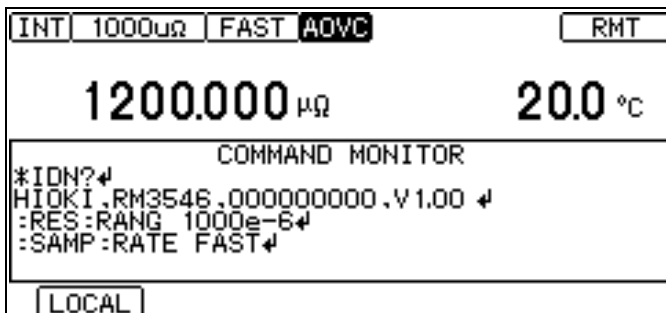 INT 1000uΩ FAST AOVC RMT
1200.000 μΩ 20.0 °C
COMMAND MONITOR
*IDN?↲
HIOKI,RM3546,000000000,V1.00 ↲
:RES:RANG 1000e-6↲
:SAMP:RATE FAST↲
LOCAL